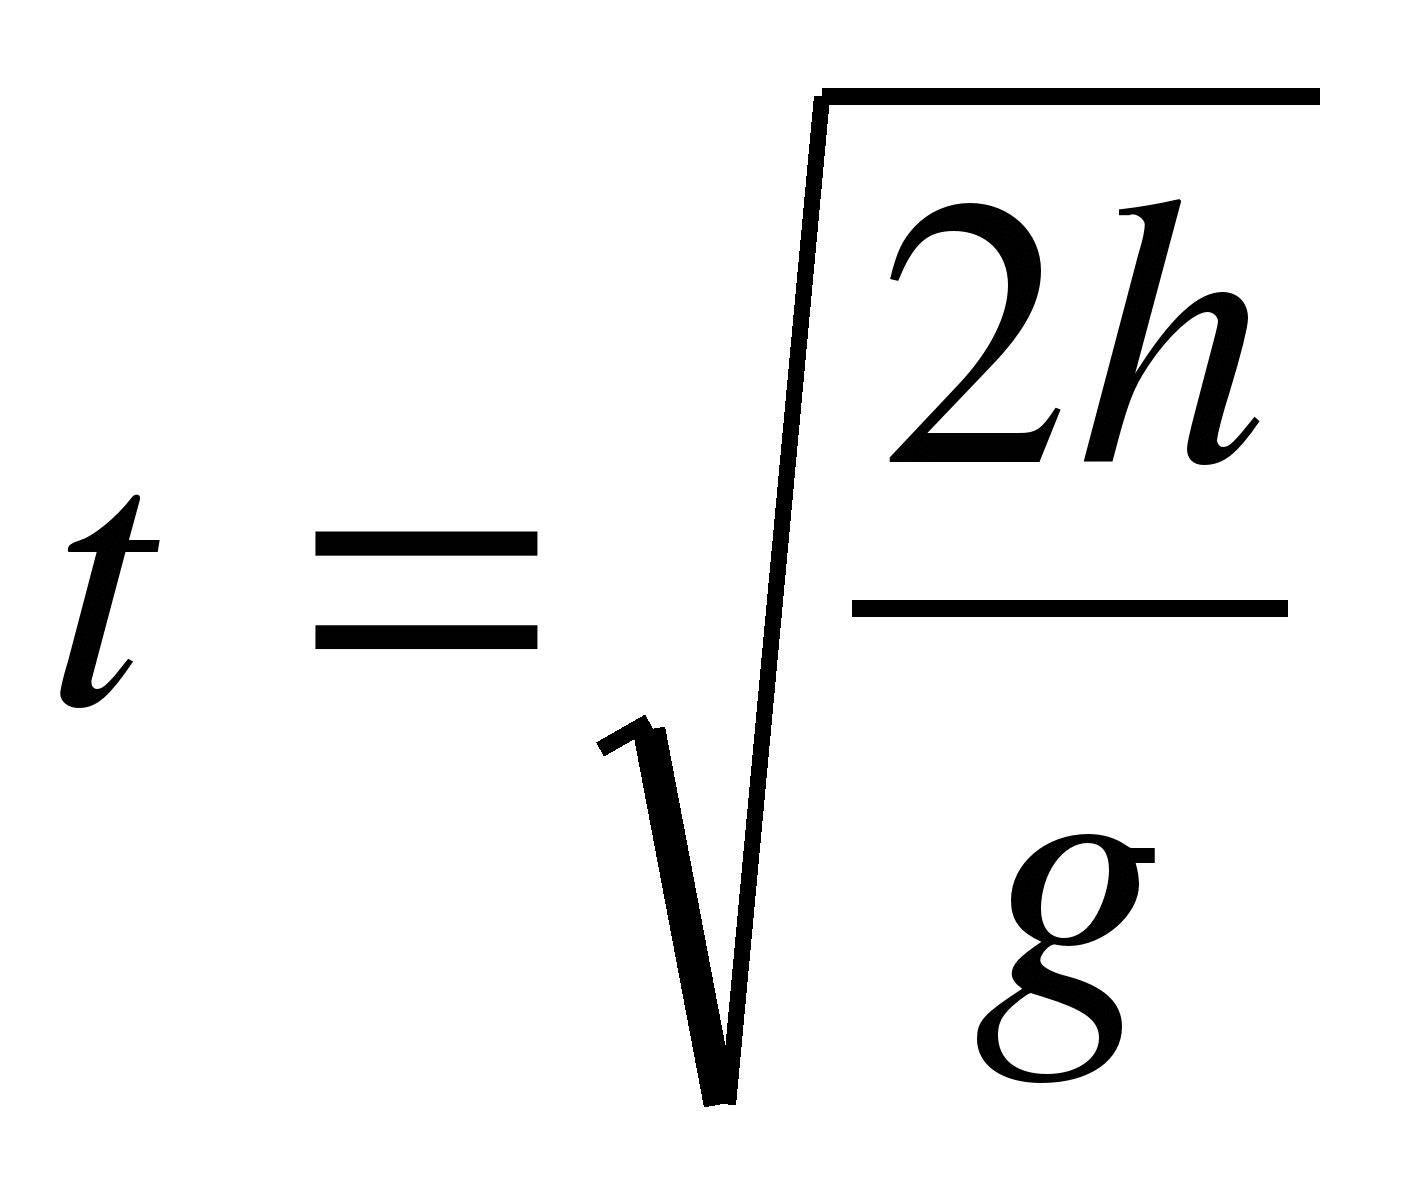 t = √(2h/g)